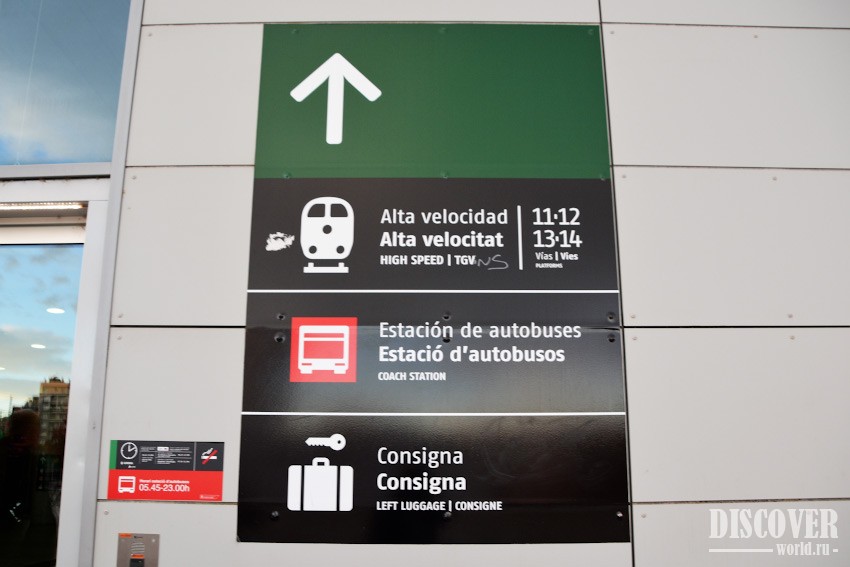 Alta velocidad
Alta velocitat
HIGH SPEED | TGV
11·12
13·14
Vías | Vies
PLATFORMS
Estación de autobuses
Estació d'autobusos
COACH STATION
Consigna
Consigna
LEFT LUGGAGE | CONSIGNE
05.45-23.00h
DISCOVER
world.ru